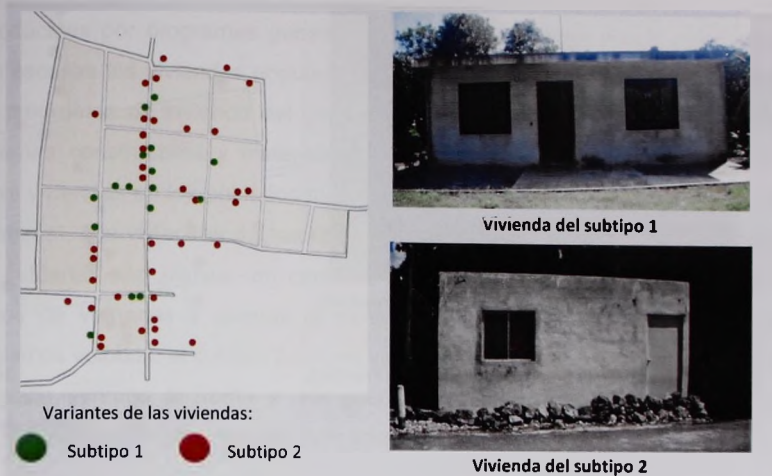 Vivienda del subtipo 1
Variantes de las viviendas:
Subtipo 1
Subtipo 2
Vivienda del subtipo 2